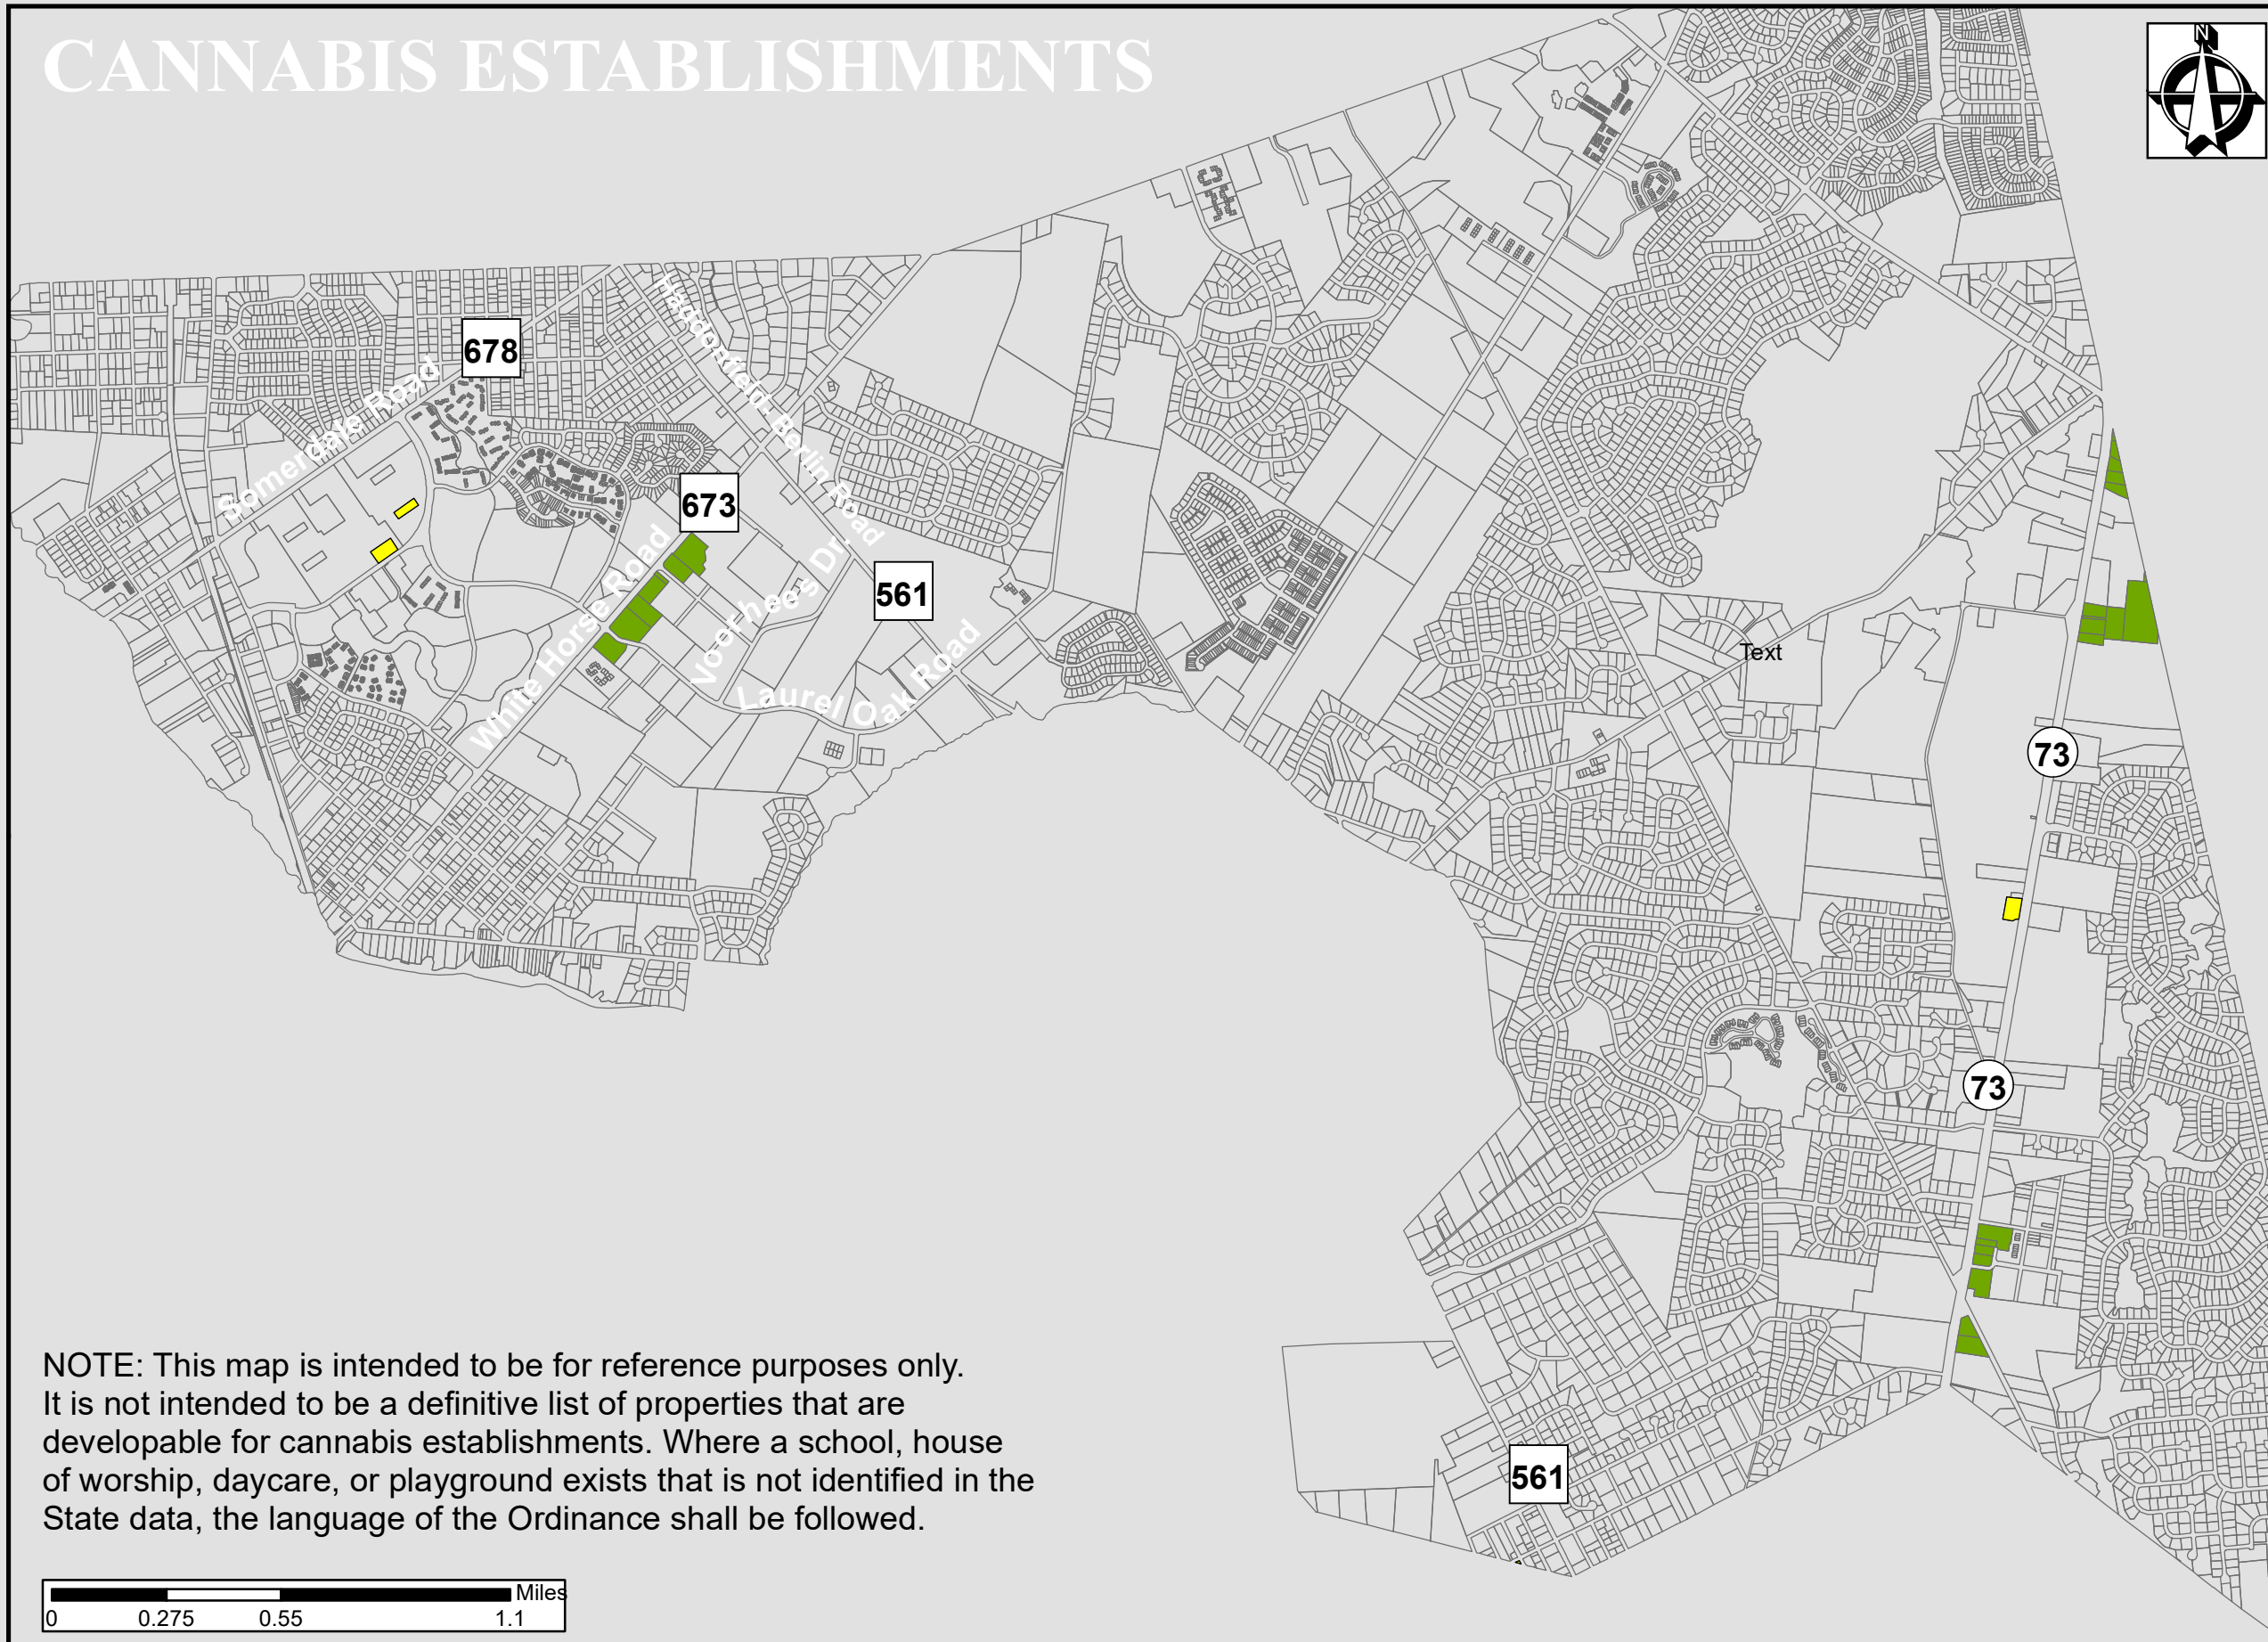 CANNABIS ESTABLISHMENTS
N
678
Somerdale Road
Haddonfield- Berlin Road
673
White Horse Road
Voorhees Dr.
561
Laurel Oak Road
Text
73
73
561
NOTE: This map is intended to be for reference purposes only.
It is not intended to be a definitive list of properties that are
developable for cannabis establishments. Where a school, house
of worship, daycare, or playground exists that is not identified in the
State data, the language of the Ordinance shall be followed.
Miles
0 0.275 0.55 1.1